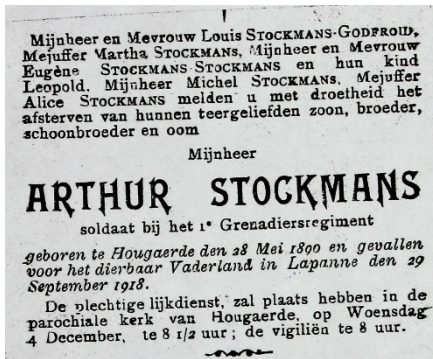 Mijnheer en Mevrouw Louis STOCKMANS-GODFROID,
Mejuffer Martha STOCKMANS, Mijnheer en Mevrouw
Eugène STOCKMANS-STOCKMANS en hun kind
Leopold, Mijnheer Michel STOCKMANS, Mejuffer
Alice STOCKMANS melden u met droetheid het
afsterven van hunnen teergeliefden zoon, broeder,
schoonbroeder en oom
Mijnheer
ARTHUR STOCKMANS
soldaat bij het 1e Grenadiersregiment
geboren te Hougaerde den 28 Mei 1890 en gevallen
voor het dierbaar Vaderland in Lapanne den 29
September 1918.
De plechtige lijkdienst, zal plaats hebben in de
parochiale kerk van Hougaerde, op Woensdag
4 December, te 8 1/2 uur; de vigiliën te 8 uur.